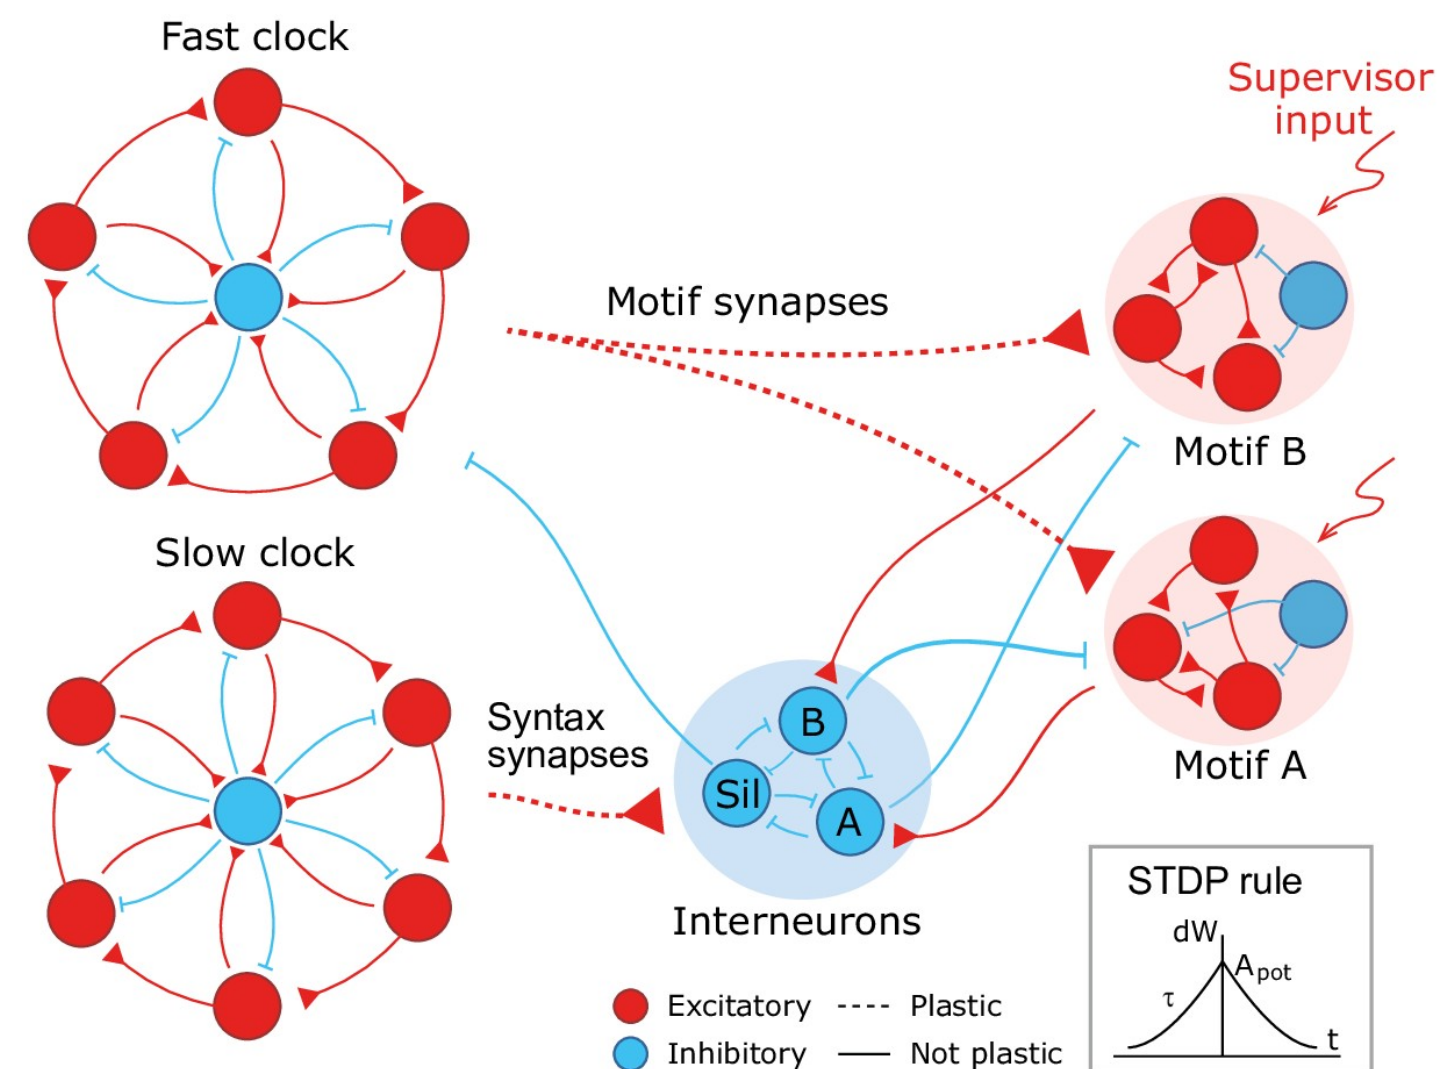 Fast clock
Supervisor
input
Motif synapses
Motif B
Slow clock
Syntax
synapses
B
Sil
A
Motif A
Interneurons
STDP rule
dW
Apot
τ
t
Excitatory
Plastic
Inhibitory
Not plastic